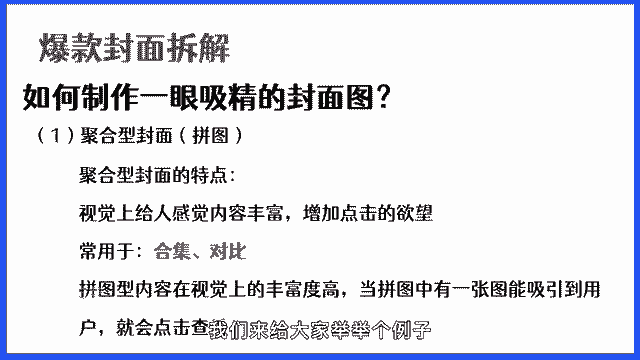 爆款封面拆解
如何制作一眼吸精的封面图？
（1）聚合型封面（拼图）
聚合型封面的特点：
视觉上给人感觉内容丰富，增加点击的欲望
常用于：合集、对比
拼图型内容在视觉上的丰富度高，当拼图中有一张图能吸引到用
户，就会点击查
我们来给大家举举个例子